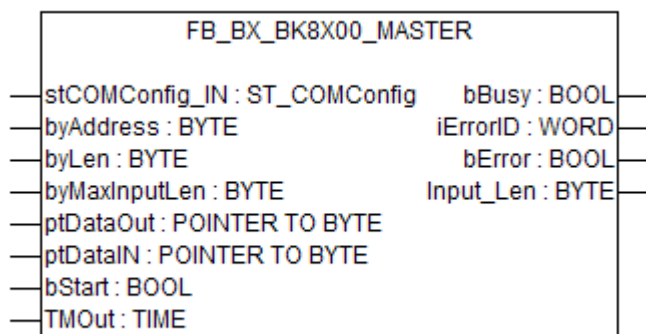 FB_BX_BK8X00_MASTER
stCOMConfig_IN : ST_COMConfig bBusy : BOOL
byAddress : BYTE iErrorID : WORD
byLen : BYTE bError : BOOL
byMaxInputLen : BYTE Input_Len : BYTE
ptDataOut : POINTER TO BYTE
ptDataIN : POINTER TO BYTE
bStart : BOOL
TMOut : TIME